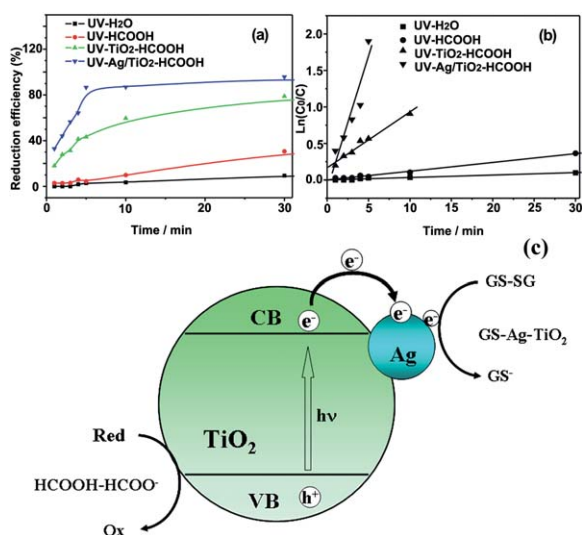 (a)
UV-H2O
UV-HCOOH
UV-TiO2-HCOOH
UV-Ag/TiO2-HCOOH
Reduction efficiency (%)
120
80
40
0
0 10 20 30
Time / min
(b)
UV-H2O
UV-HCOOH
UV-TiO2-HCOOH
UV-Ag/TiO2-HCOOH
Ln(C0/C)
2.0
1.5
1.0
0.5
0.0
0 5 10 15 20 25 30
Time / min
(c)
e⁻
CB e⁻
e⁻ e⁻
Ag
GS-SG
GS-Ag-TiO₂
GS⁻
hν
TiO₂
Red
HCOOH-HCOO⁻
Ox
VB h⁺